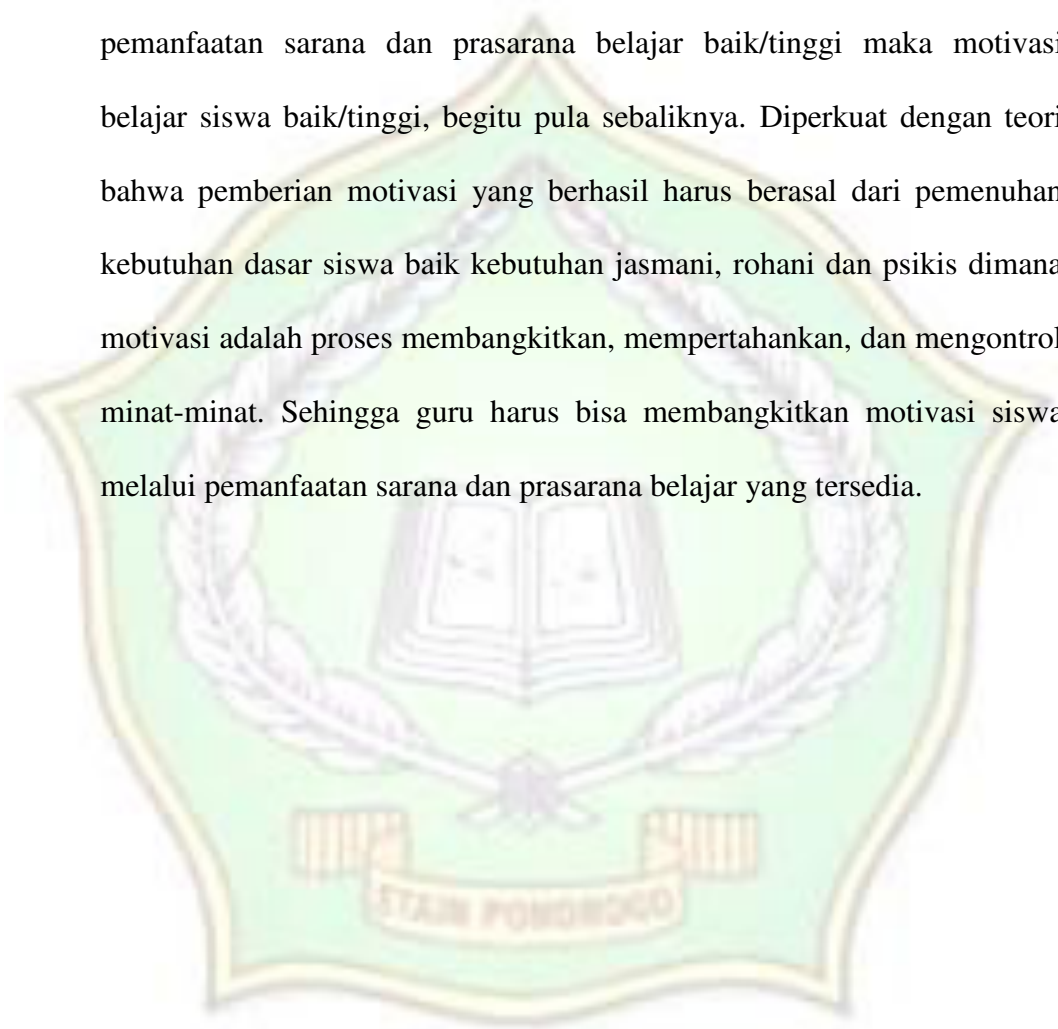 pemanfaatan sarana dan prasarana belajar baik/tinggi maka motivasi
belajar siswa baik/tinggi, begitu pula sebaliknya. Diperkuat dengan teori
bahwa pemberian motivasi yang berhasil harus berasal dari pemenuhan
kebutuhan dasar siswa baik kebutuhan jasmani, rohani dan psikis dimana
motivasi adalah proses membangkitkan, mempertahankan, dan mengontrol
minat-minat. Sehingga guru harus bisa membangkitkan motivasi siswa
melalui pemanfaatan sarana dan prasarana belajar yang tersedia.
STAIN PONOROGO